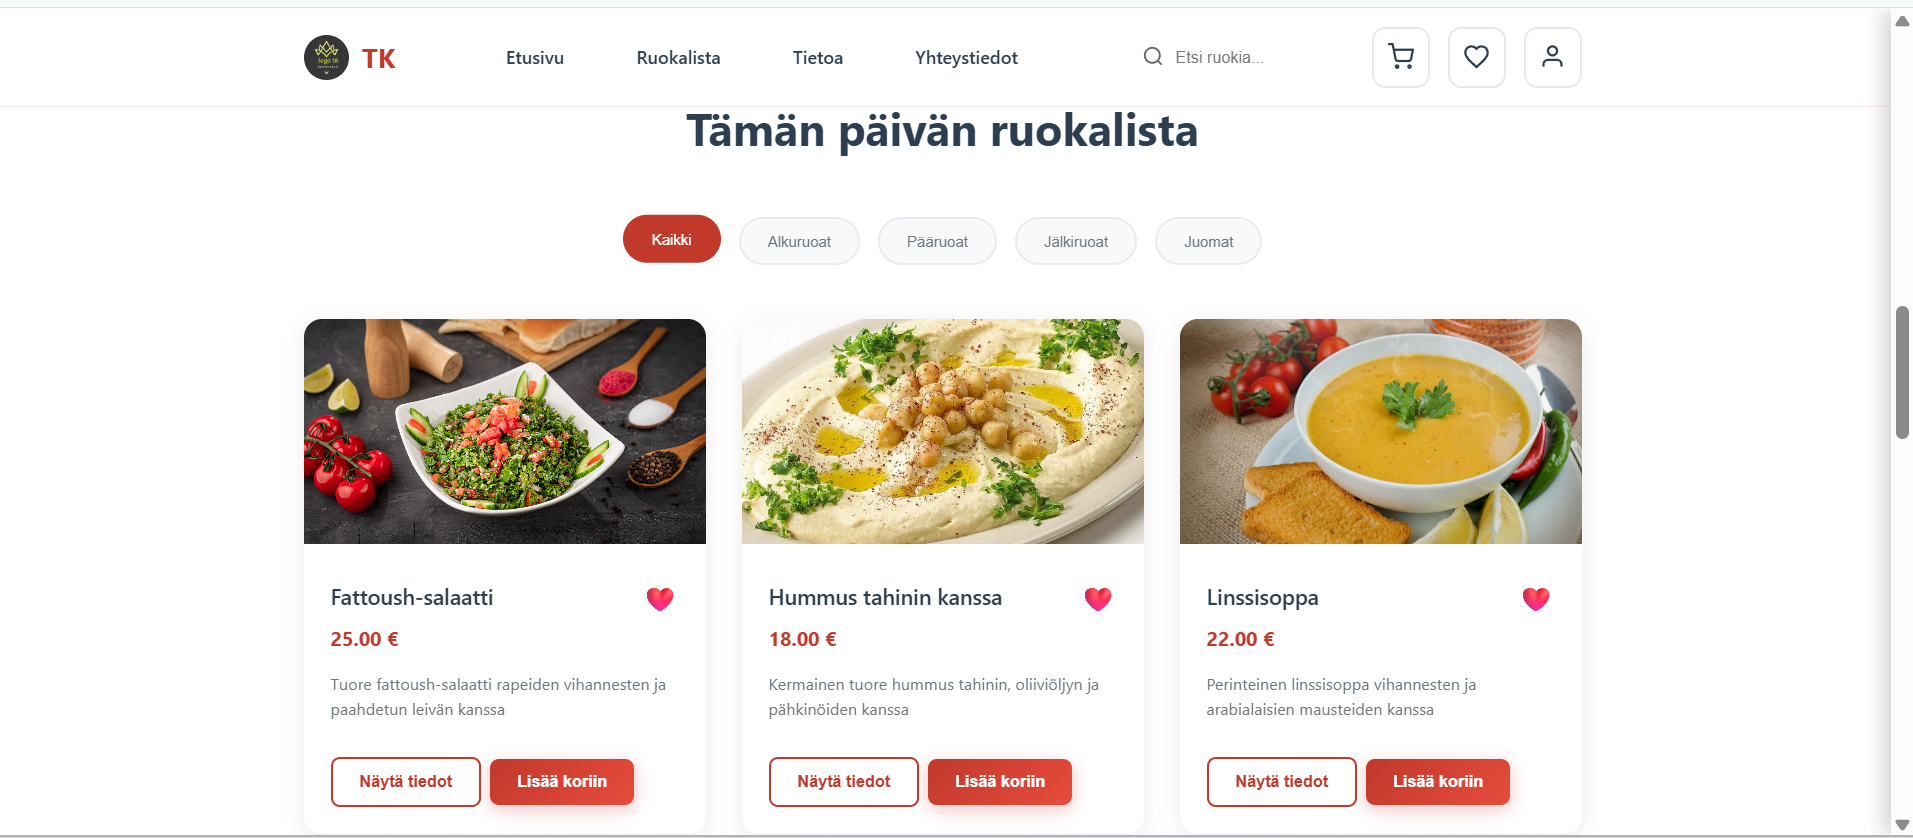 TK
Etusivu
Ruokalista
Tietoa
Yhteystiedot
Etsi ruokia...
Tämän päivän ruokalista
Kaikki
Alkuruoat
Pääruoat
Jälkiruoat
Juomat
Fattoush-salaatti
25.00 €
Tuore fattoush-salaatti rapeiden vihannesten ja
paahdetun leivän kanssa
Näytä tiedot
Lisää koriin
Hummus tahinin kanssa
18.00 €
Kermainen tuore hummus tahinin, oliiviöljyn ja
pähkinöiden kanssa
Näytä tiedot
Lisää koriin
Linssisoppa
22.00 €
Perinteinen linssisoppa vihannesten ja
arabialaisien mausteiden kanssa
Näytä tiedot
Lisää koriin